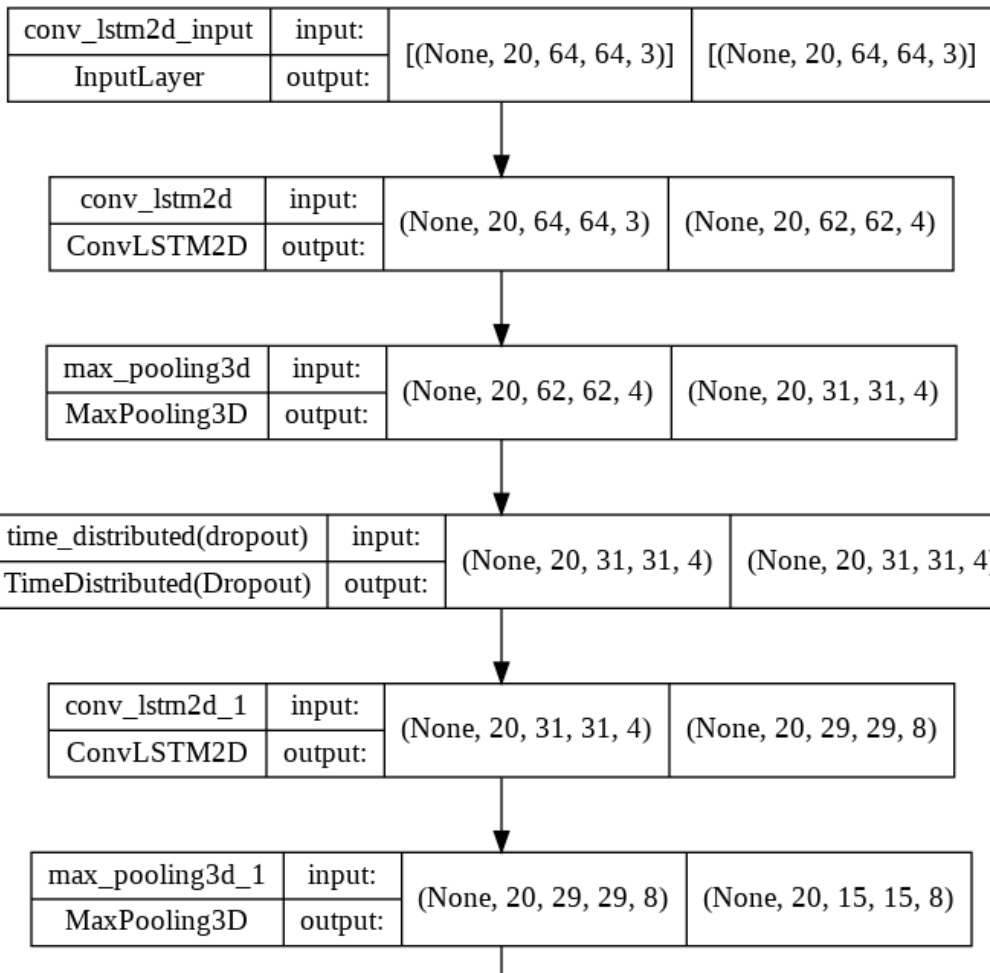 conv_lstm2d_input input: [(None, 20, 64, 64, 3)] [(None, 20, 64, 64, 3)]
InputLayer output:
conv_lstm2d input: (None, 20, 64, 64, 3) (None, 20, 62, 62, 4)
ConvLSTM2D output:
max_pooling3d input: (None, 20, 62, 62, 4) (None, 20, 31, 31, 4)
MaxPooling3D output:
time_distributed(dropout) input: (None, 20, 31, 31, 4) (None, 20, 31, 31, 4)
TimeDistributed(Dropout) output:
conv_lstm2d_1 input: (None, 20, 31, 31, 4) (None, 20, 29, 29, 8)
ConvLSTM2D output:
max_pooling3d_1 input: (None, 20, 29, 29, 8) (None, 20, 15, 15, 8)
MaxPooling3D output: